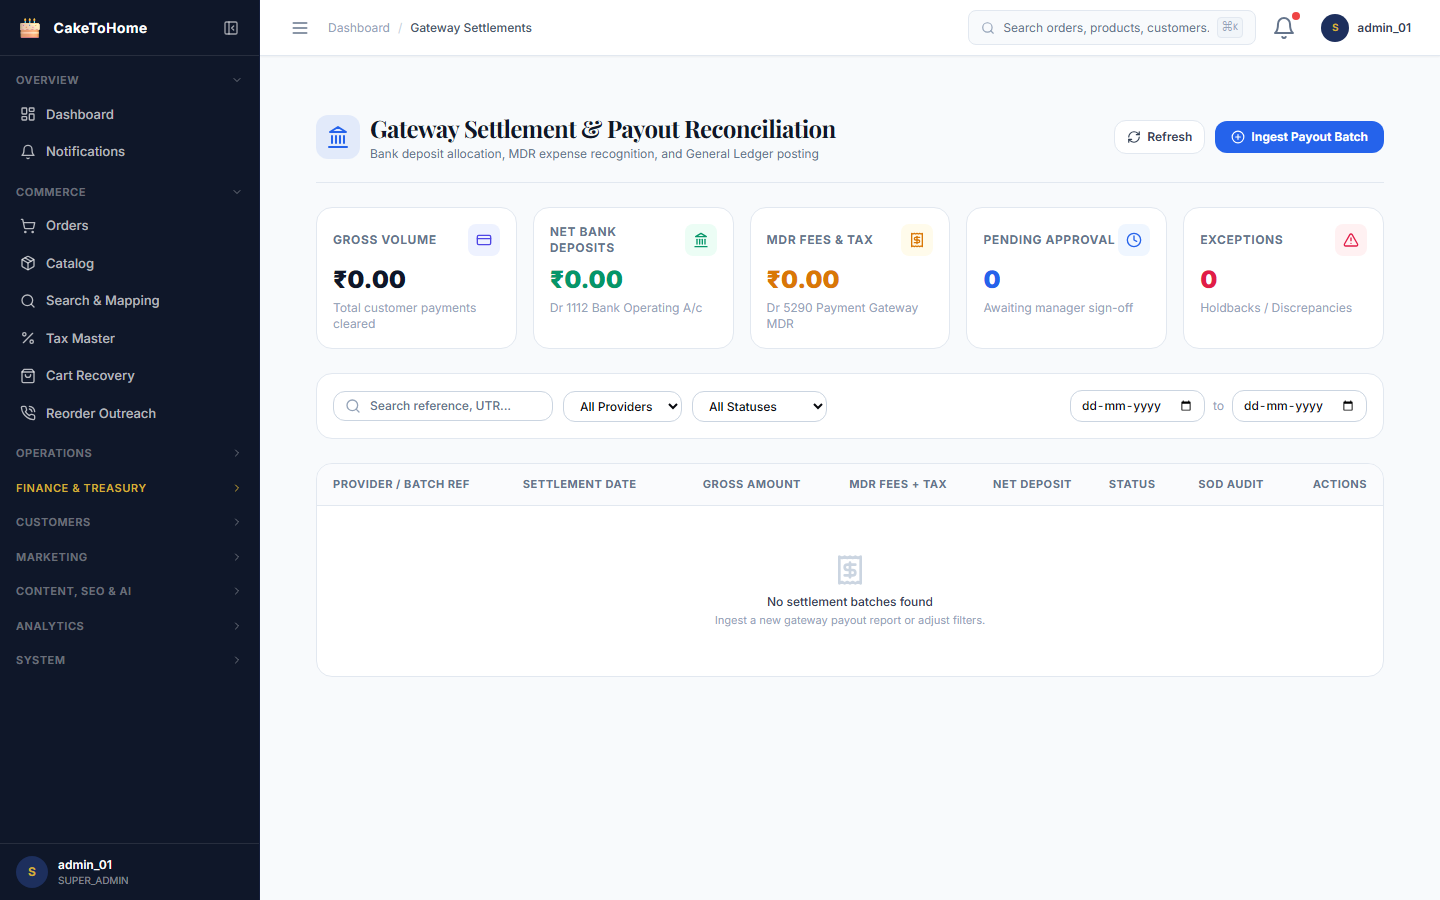 CakeToHome
OVERVIEW
Dashboard
Notifications
COMMERCE
Orders
Catalog
Search & Mapping
Tax Master
Cart Recovery
Reorder Outreach
OPERATIONS
FINANCE & TREASURY
CUSTOMERS
MARKETING
CONTENT, SEO & AI
ANALYTICS
SYSTEM
S
admin_01
SUPER_ADMIN
Dashboard / Gateway Settlements
Search orders, products, customers. ⌘K
S admin_01
Gateway Settlement & Payout Reconciliation
Bank deposit allocation, MDR expense recognition, and General Ledger posting
Refresh
Ingest Payout Batch
GROSS VOLUME
₹0.00
Total customer payments
cleared
NET BANK
DEPOSITS
₹0.00
Dr 1112 Bank Operating A/c
MDR FEES & TAX
₹0.00
Dr 5290 Payment Gateway
MDR
PENDING APPROVAL
0
Awaiting manager sign-off
EXCEPTIONS
0
Holdbacks / Discrepancies
Search reference, UTR...
All Providers
All Statuses
dd-mm-yyyy to dd-mm-yyyy
PROVIDER / BATCH REF SETTLEMENT DATE GROSS AMOUNT MDR FEES + TAX NET DEPOSIT STATUS SOD AUDIT ACTIONS
No settlement batches found
Ingest a new gateway payout report or adjust filters.